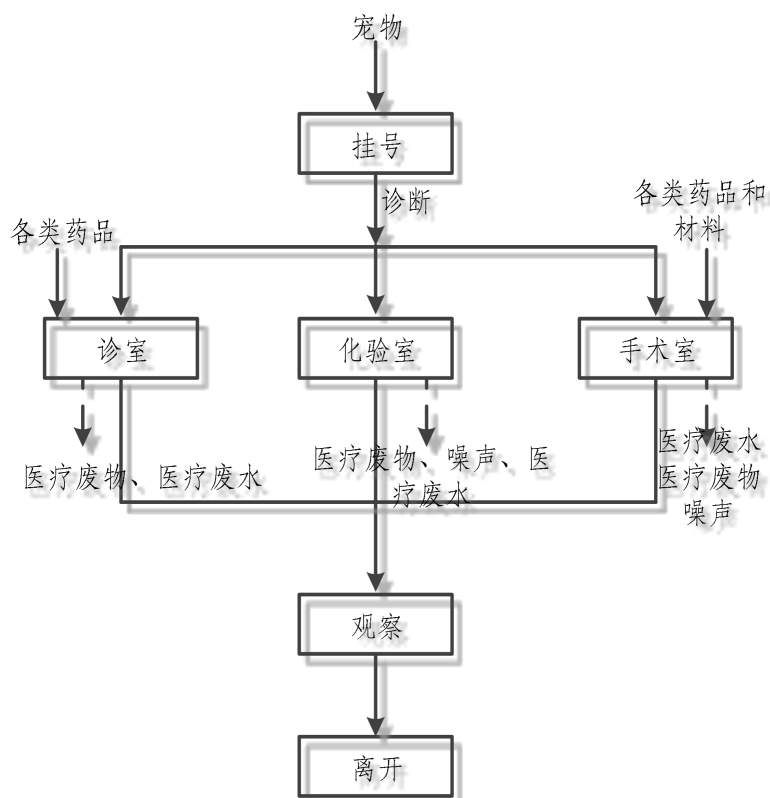 宠物
挂号
诊断
各类药品
各类药品和
材料
诊室
化验室
手术室
医疗废物、医疗废水
医疗废物、噪声、医
疗废水
医疗废水
医疗废物
噪声
观察
离开